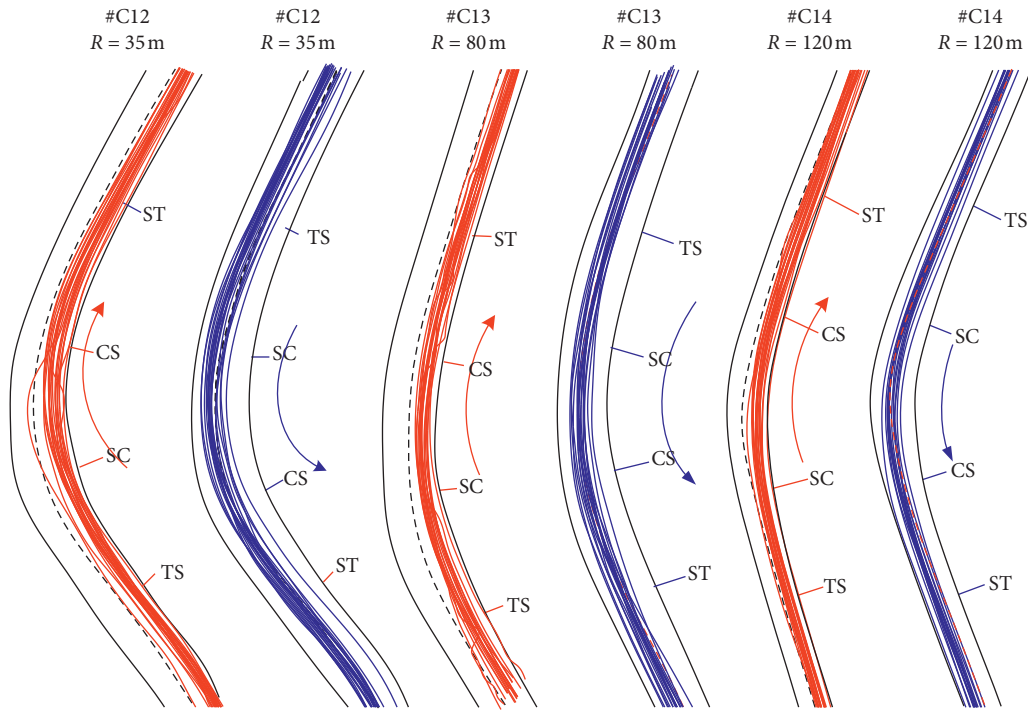 #C12
R = 35 m
#C12
R = 35 m
#C13
R = 80 m
#C13
R = 80 m
#C14
R = 120 m
#C14
R = 120 m
ST
CS
SC
TS
TS
SC
CS
ST
ST
CS
SC
TS
TS
SC
CS
ST
ST
CS
SC
TS
TS
SC
CS
ST